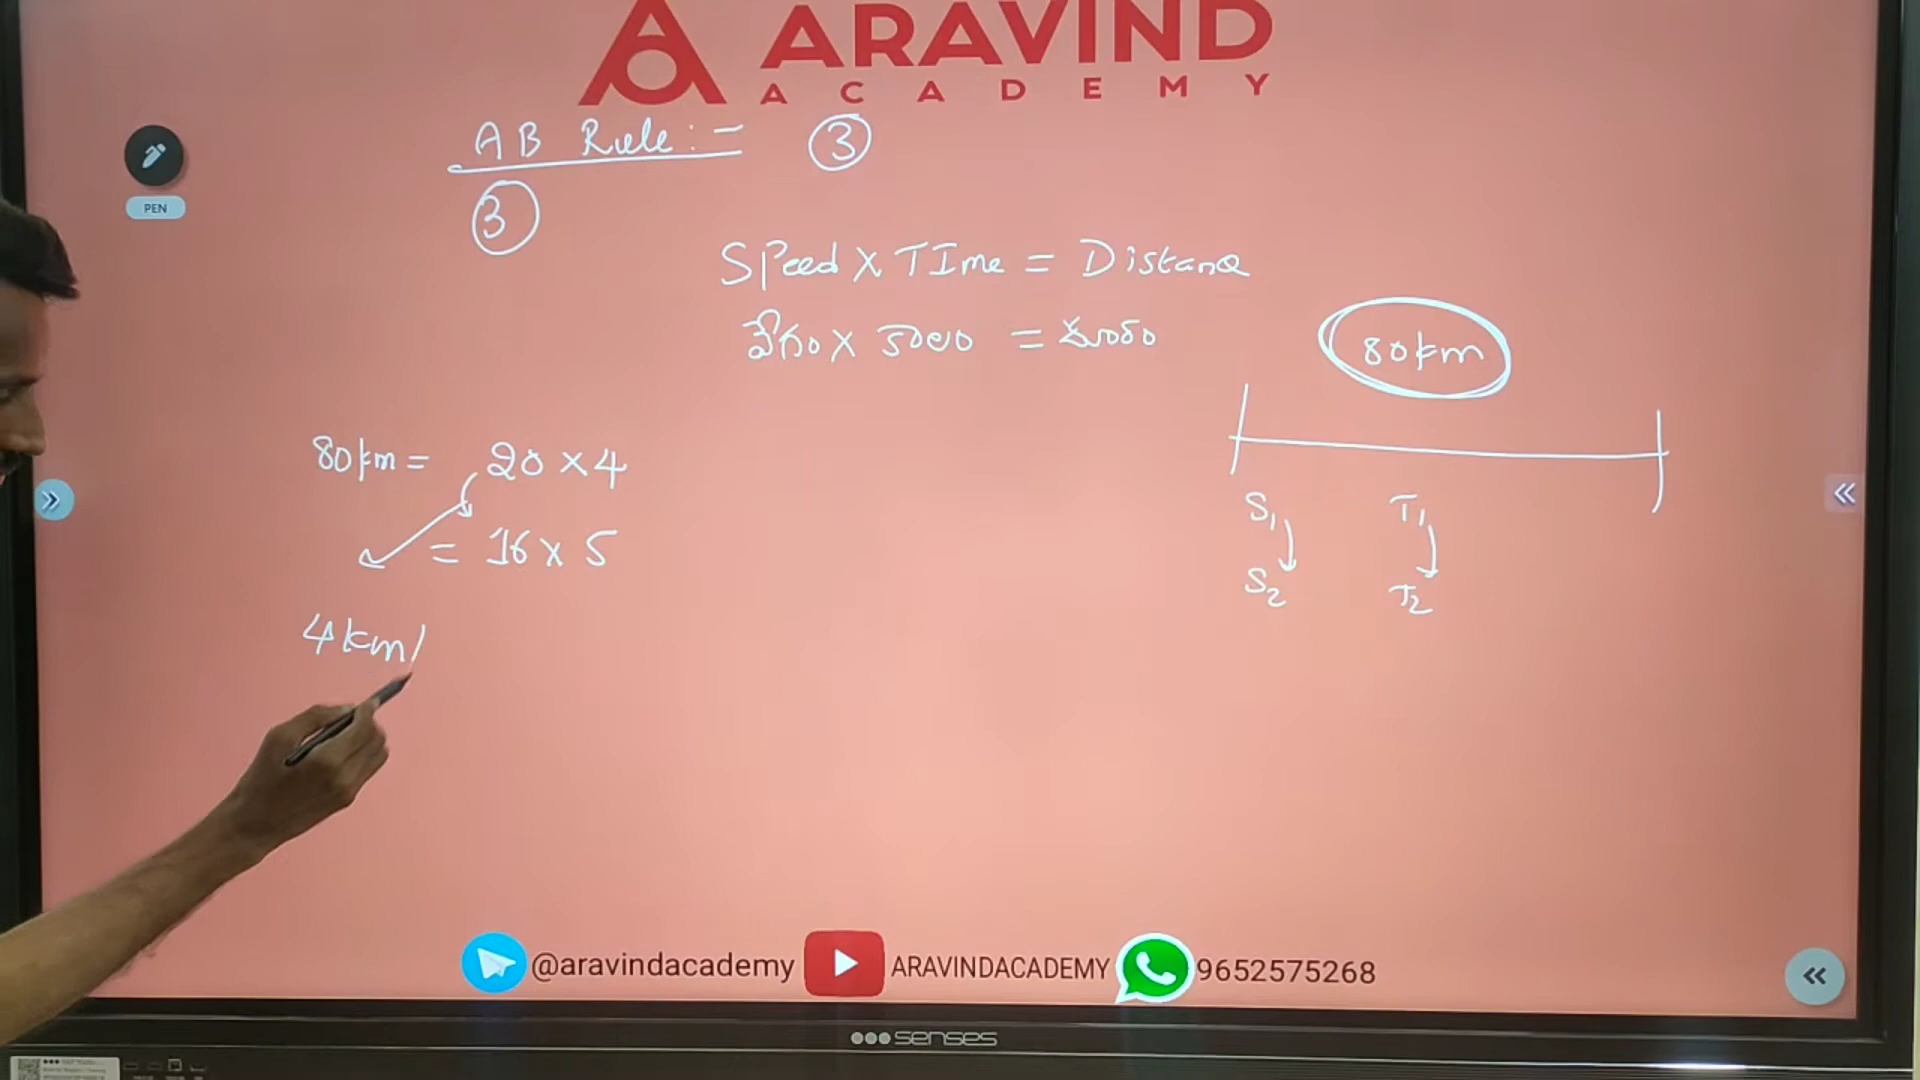 ARAVIND
ACADEMY
AB Rule :- ③
③
PEN
Speed X TIme = Distance
వేగం X కాలం = దూరం
80km
80km = 20 × 4
= 16 × 5
4km/
S1 T1
S2 T2
@aravindacademy ARAVINDACADEMY 9652575268
senses